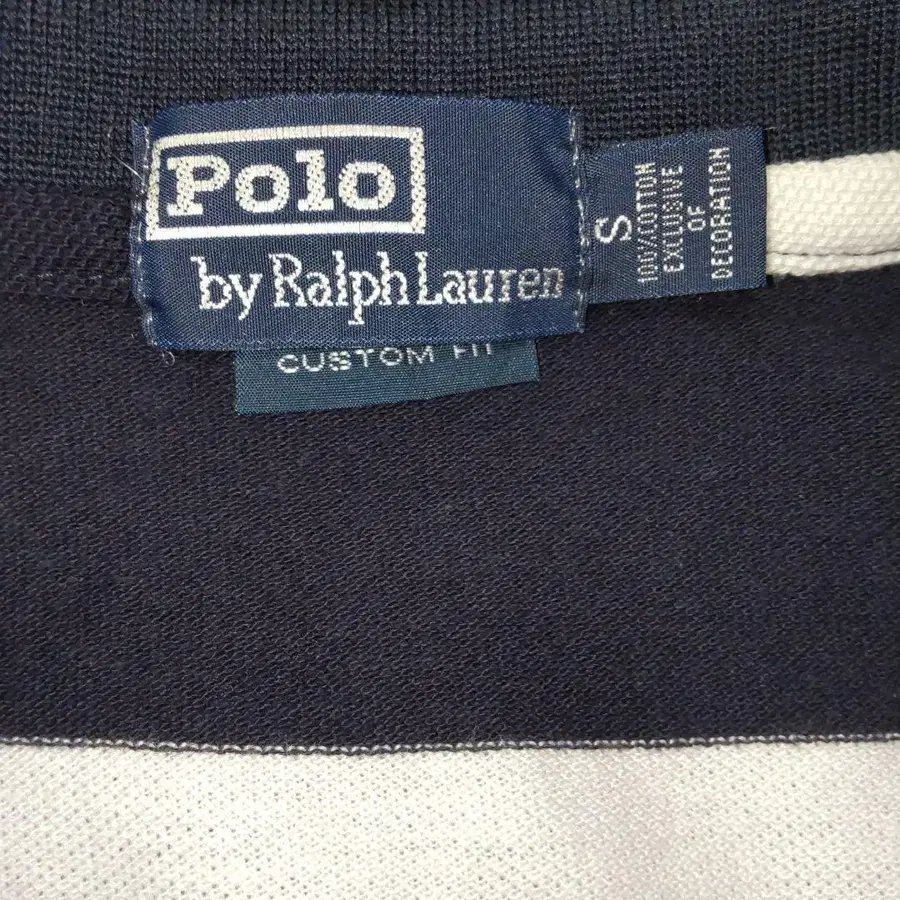 Polo
by Ralph Lauren
CUSTOM FIT
S
100%COTTON
EXCLUSIVE
OF
DECORATION